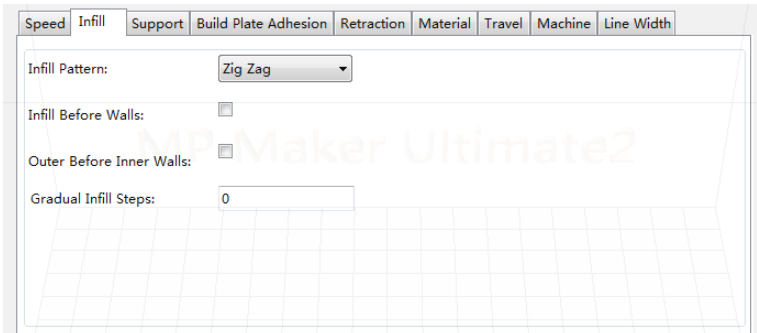 Speed Infill Support Build Plate Adhesion Retraction Material Travel Machine Line Width
Infill Pattern: Zig Zag
Infill Before Walls:
MP Maker Ultimate2
Outer Before Inner Walls:
Gradual Infill Steps: 0